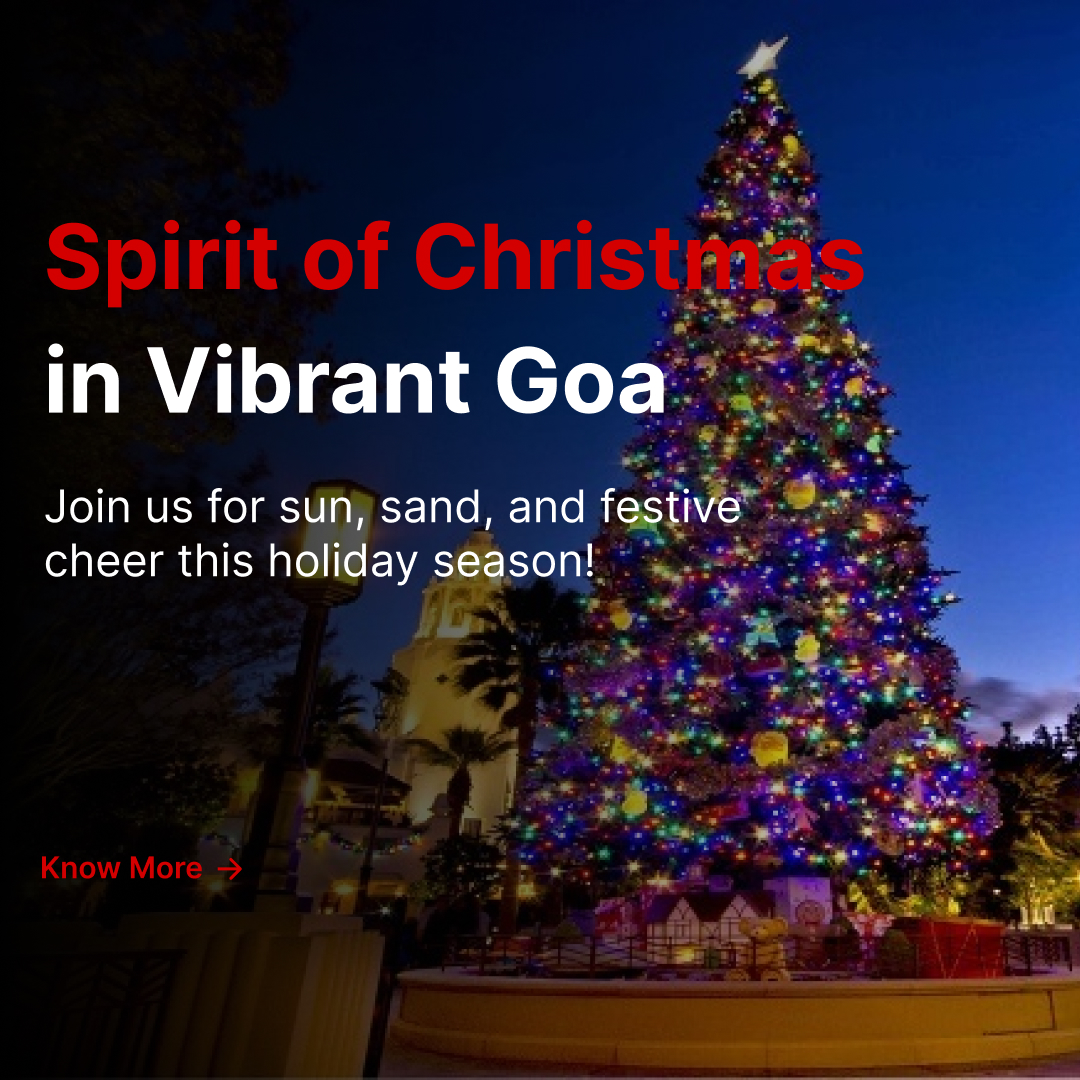 Spirit of Christmas
in Vibrant Goa
Join us for sun, sand, and festive
cheer this holiday season!
Know More →